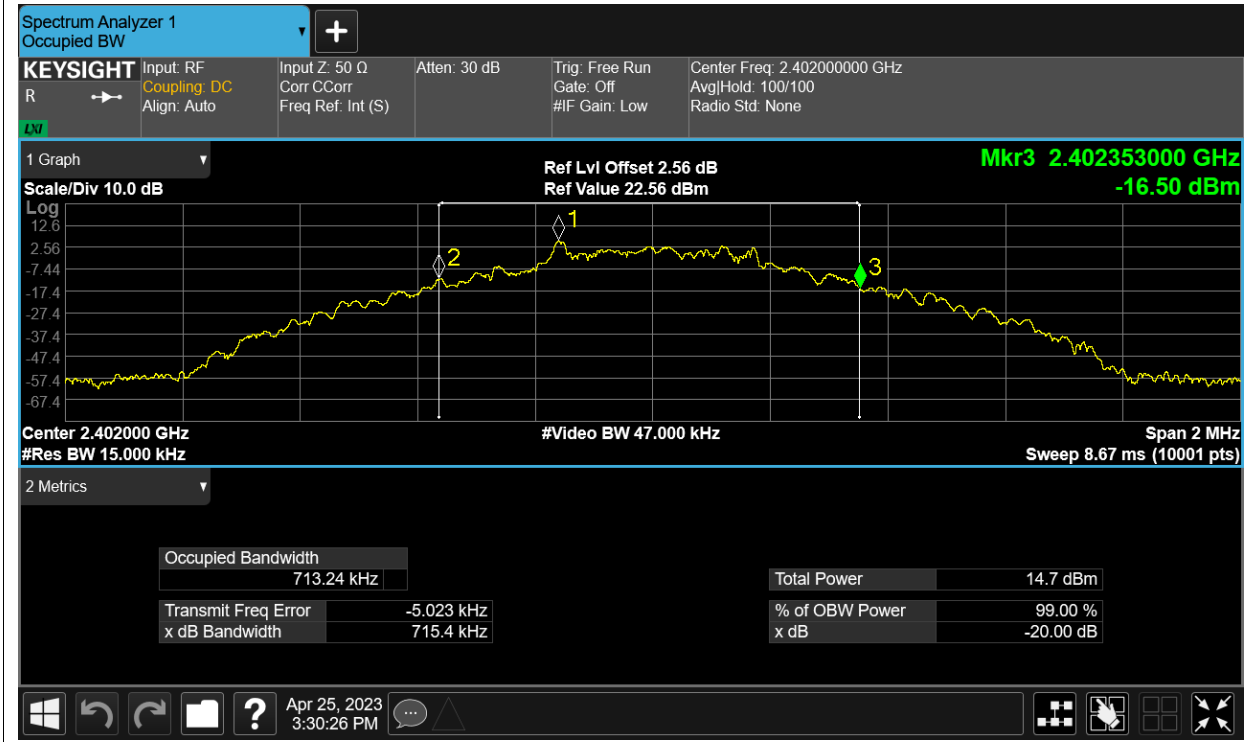 Spectrum Analyzer 1
Occupied BW
KEYSIGHT
R
LXI
Input: RF
Coupling: DC
Align: Auto
Input Z: 50 Ω
Corr CCorr
Freq Ref: Int (S)
Atten: 30 dB
Trig: Free Run
Gate: Off
#IF Gain: Low
Center Freq: 2.402000000 GHz
Avg|Hold: 100/100
Radio Std: None
1 Graph
Scale/Div 10.0 dB
Ref Lvl Offset 2.56 dB
Ref Value 22.56 dBm
Mkr3 2.402353000 GHz
-16.50 dBm
Log
12.6
2.56
-7.44
-17.4
-27.4
-37.4
-47.4
-57.4
-67.4
1
2
3
Center 2.402000 GHz
#Video BW 47.000 kHz
Span 2 MHz
#Res BW 15.000 kHz
Sweep 8.67 ms (10001 pts)
2 Metrics
Occupied Bandwidth
713.24 kHz
Transmit Freq Error -5.023 kHz
x dB Bandwidth 715.4 kHz
Total Power 14.7 dBm
% of OBW Power 99.00 %
x dB -20.00 dB
?
Apr 25, 2023
3:30:26 PM